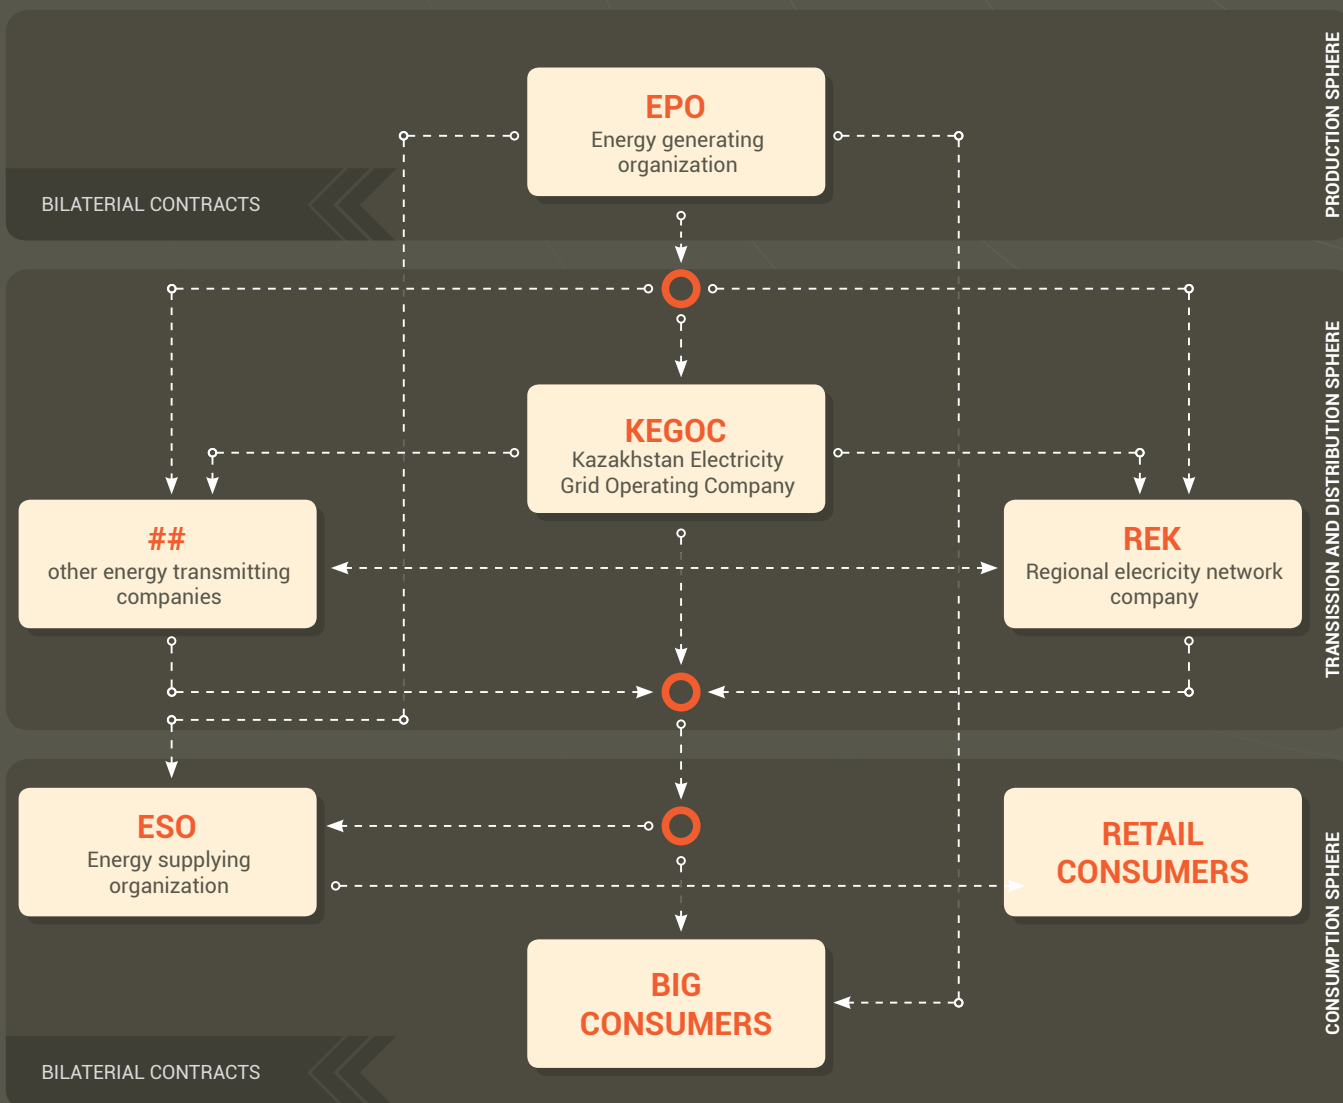 EPO
Energy generating
organization
BILATERIAL CONTRACTS
PRODUCTION SPHERE
KEGOC
Kazakhstan Electricity
Grid Operating Company
##
other energy transmitting
companies
REK
Regional elecricity network
company
TRANSISSION AND DISTRIBUTION SPHERE
ESO
Energy supplying
organization
RETAIL
CONSUMERS
BIG
CONSUMERS
CONSUMPTION SPHERE
BILATERIAL CONTRACTS